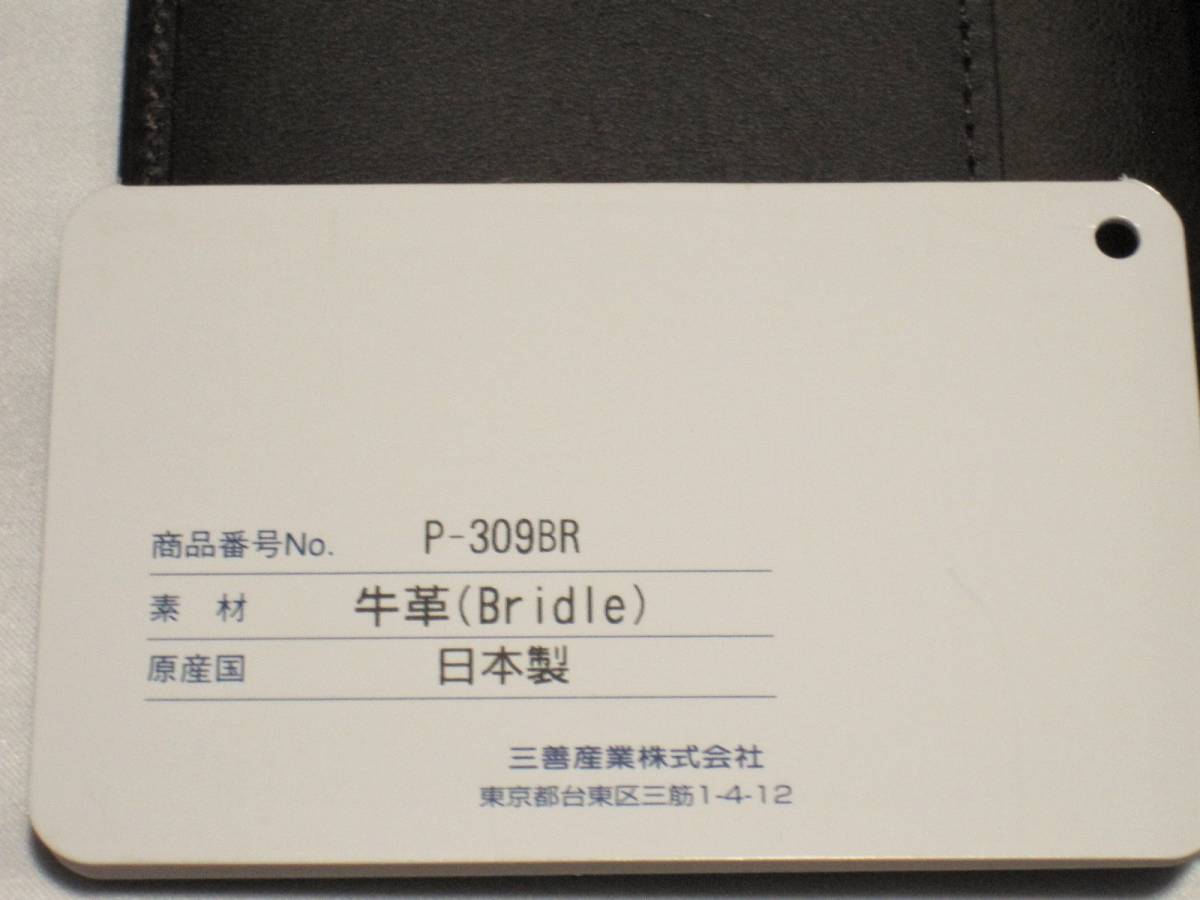 商品番号No. P-309BR
素 材 牛革(Bridle)
原産国 日本製
三善産業株式会社
東京都台東区三筋1-4-12